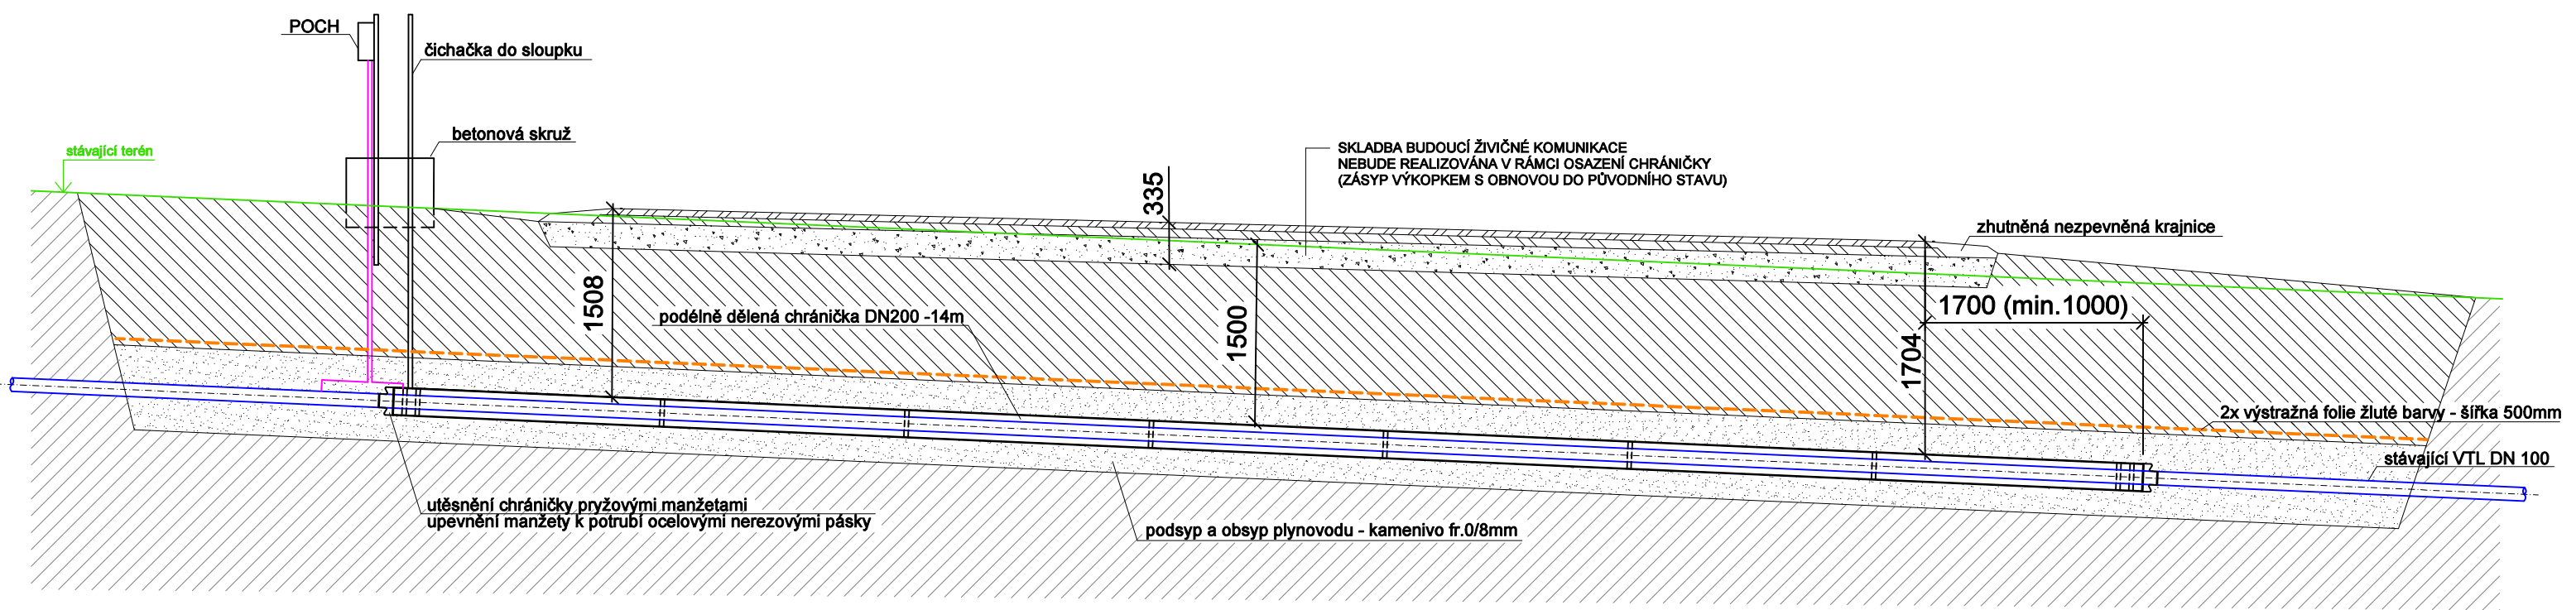 POCH
čichačka do sloupku
betonová skruž
stávající terén
SKLADBA BUDOUCÍ ŽIVIČNÉ KOMUNIKACE
NEBUDE REALIZOVÁNA V RÁMCI OSAZENÍ CHRÁNIČKY
(ZÁSYP VÝKOPKEM S OBNOVOU DO PŮVODNÍHO STAVU)
335
zhutněná nezpevněná krajnice
1508
podélně dělená chránička DN200 -14m
1500
1700 (min.1000)
1704
2x výstražná folie žluté barvy - šířka 500mm
stávající VTL DN 100
utěsnění chráničky pryžovými manžetami
upevnění manžety k potrubí ocelovými nerezovými pásky
podsyp a obsyp plynovodu - kamenivo fr.0/8mm